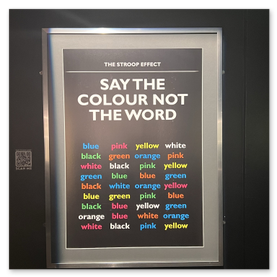 THE STROOP EFFECT
SAY THE
COLOUR NOT
THE WORD
blue pink yellow white
black green orange pink
white black pink yellow
green blue blue green
black white orange yellow
blue green pink blue
black blue yellow green
orange blue white orange
white black pink yellow